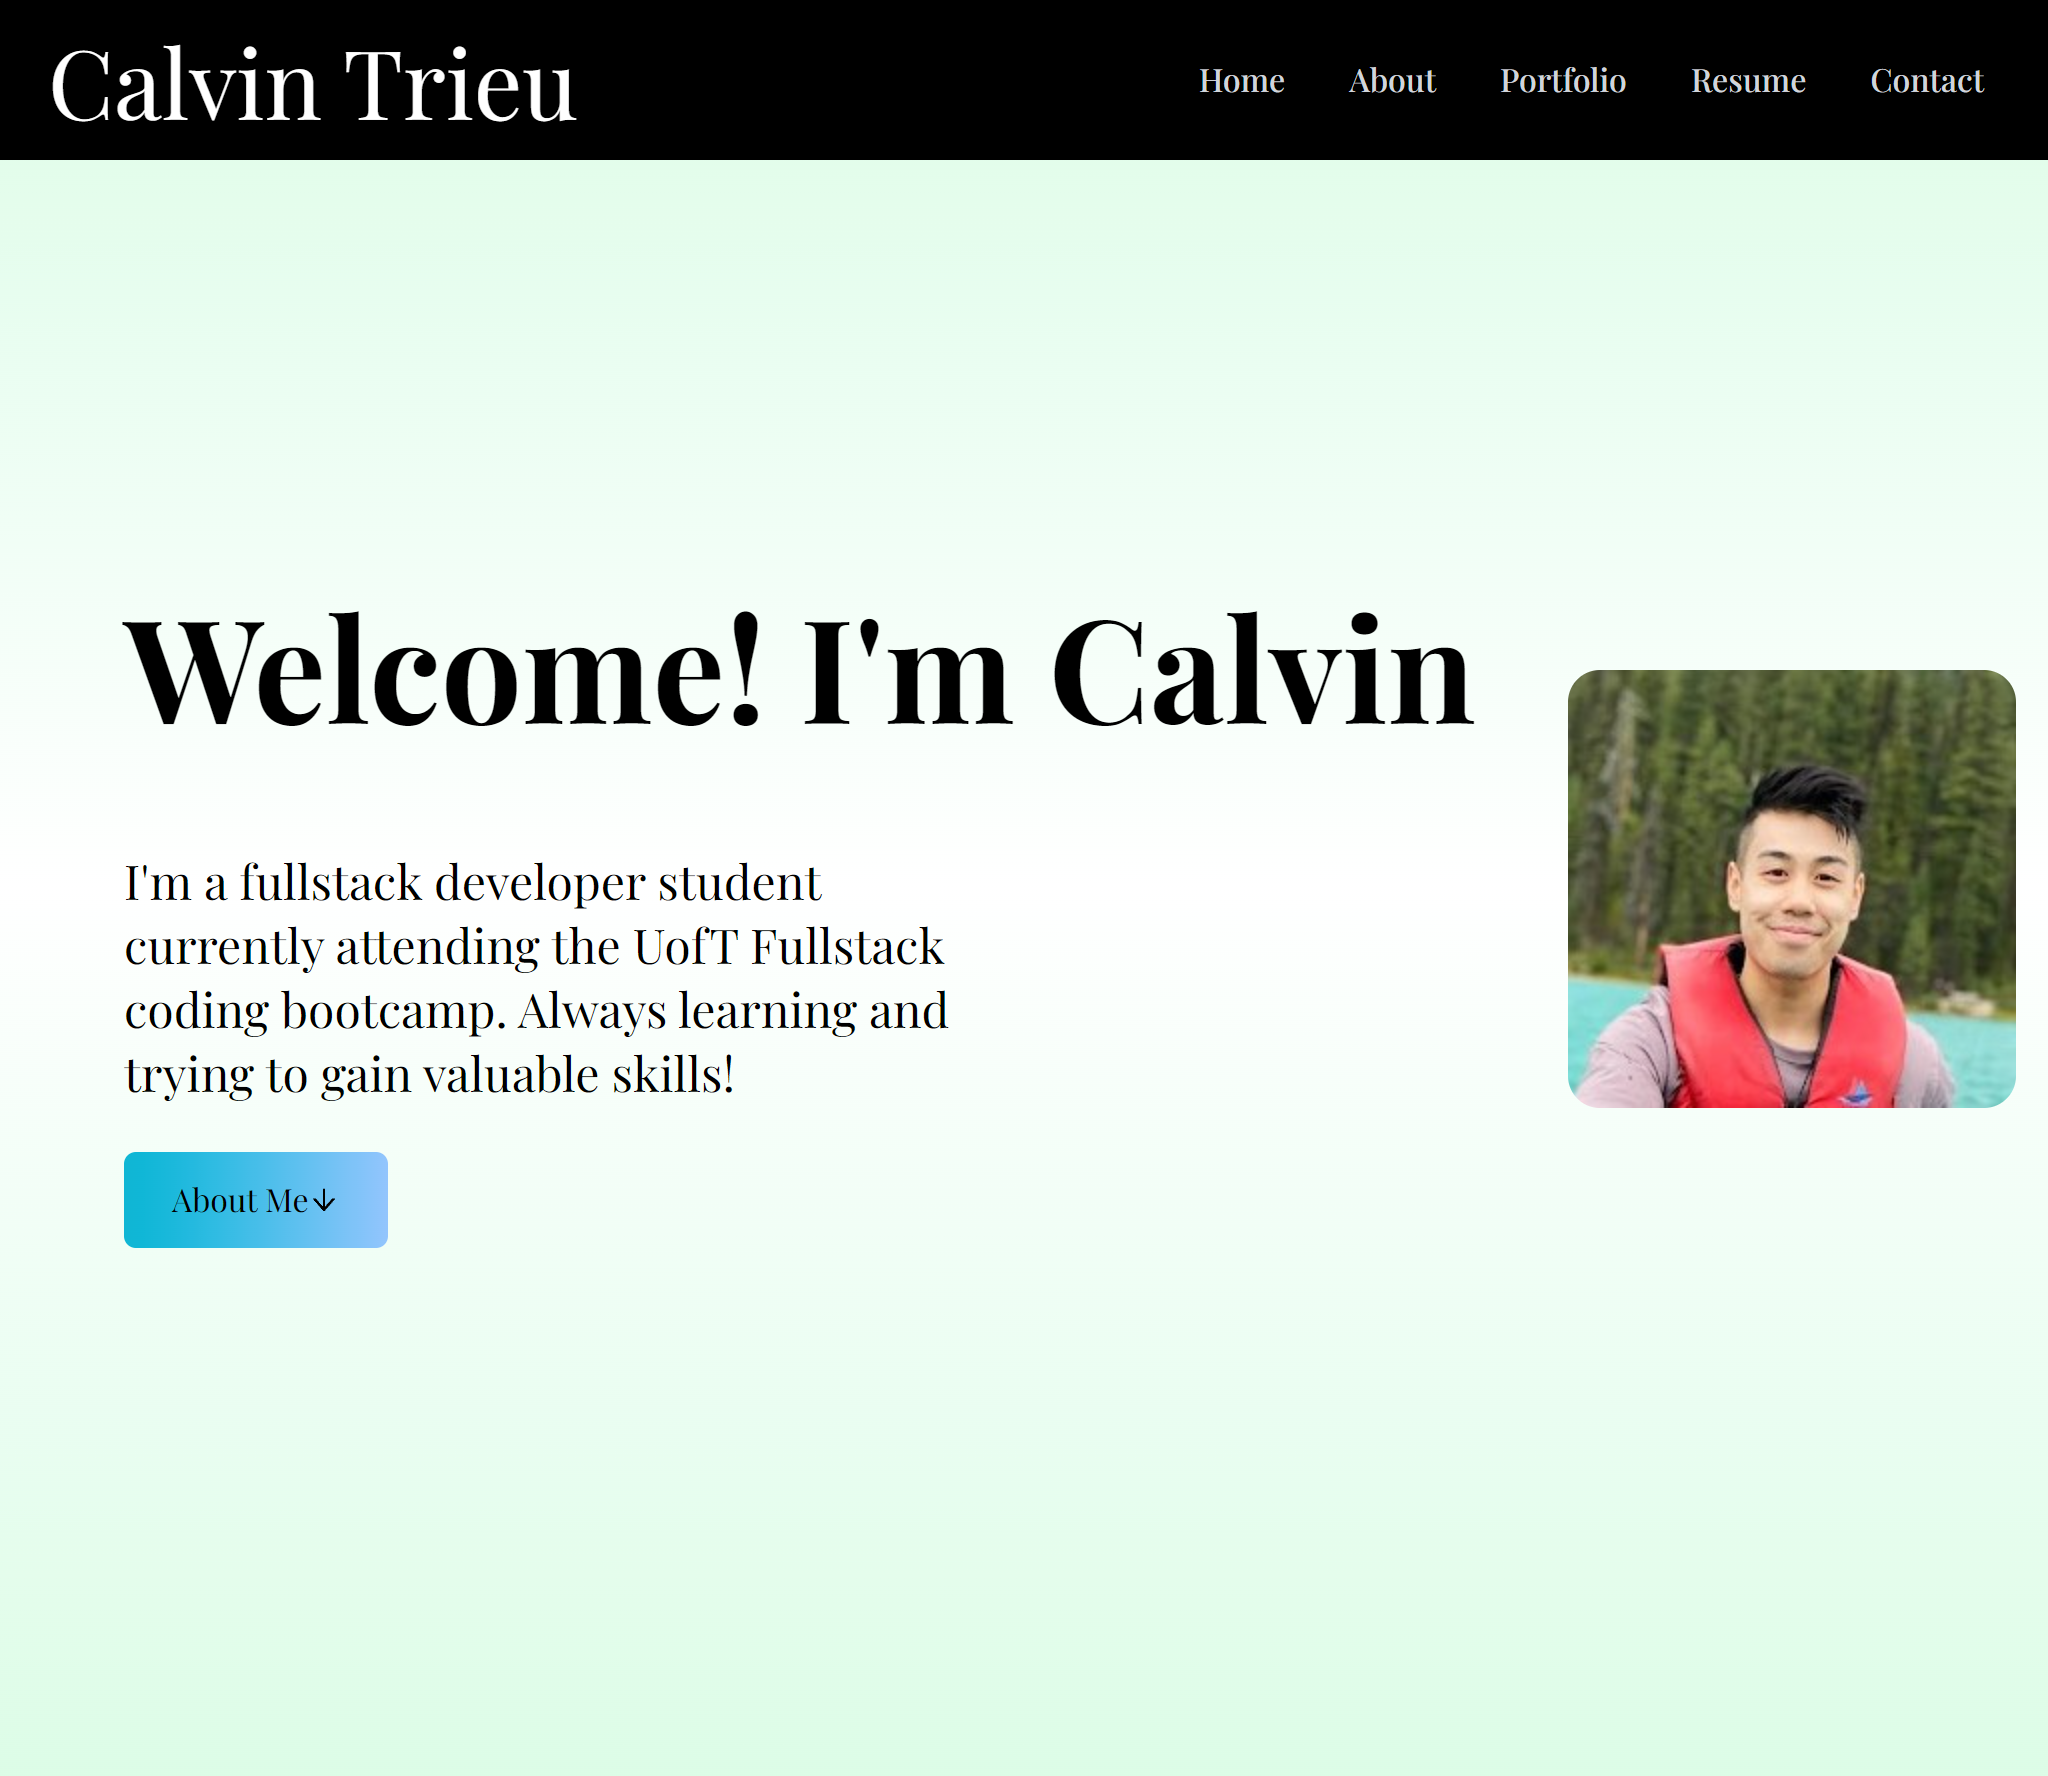 Calvin Trieu
Home About Portfolio Resume Contact
Welcome! I'm Calvin
I'm a fullstack developer student
currently attending the UofT Fullstack
coding bootcamp. Always learning and
trying to gain valuable skills!
About Me↓